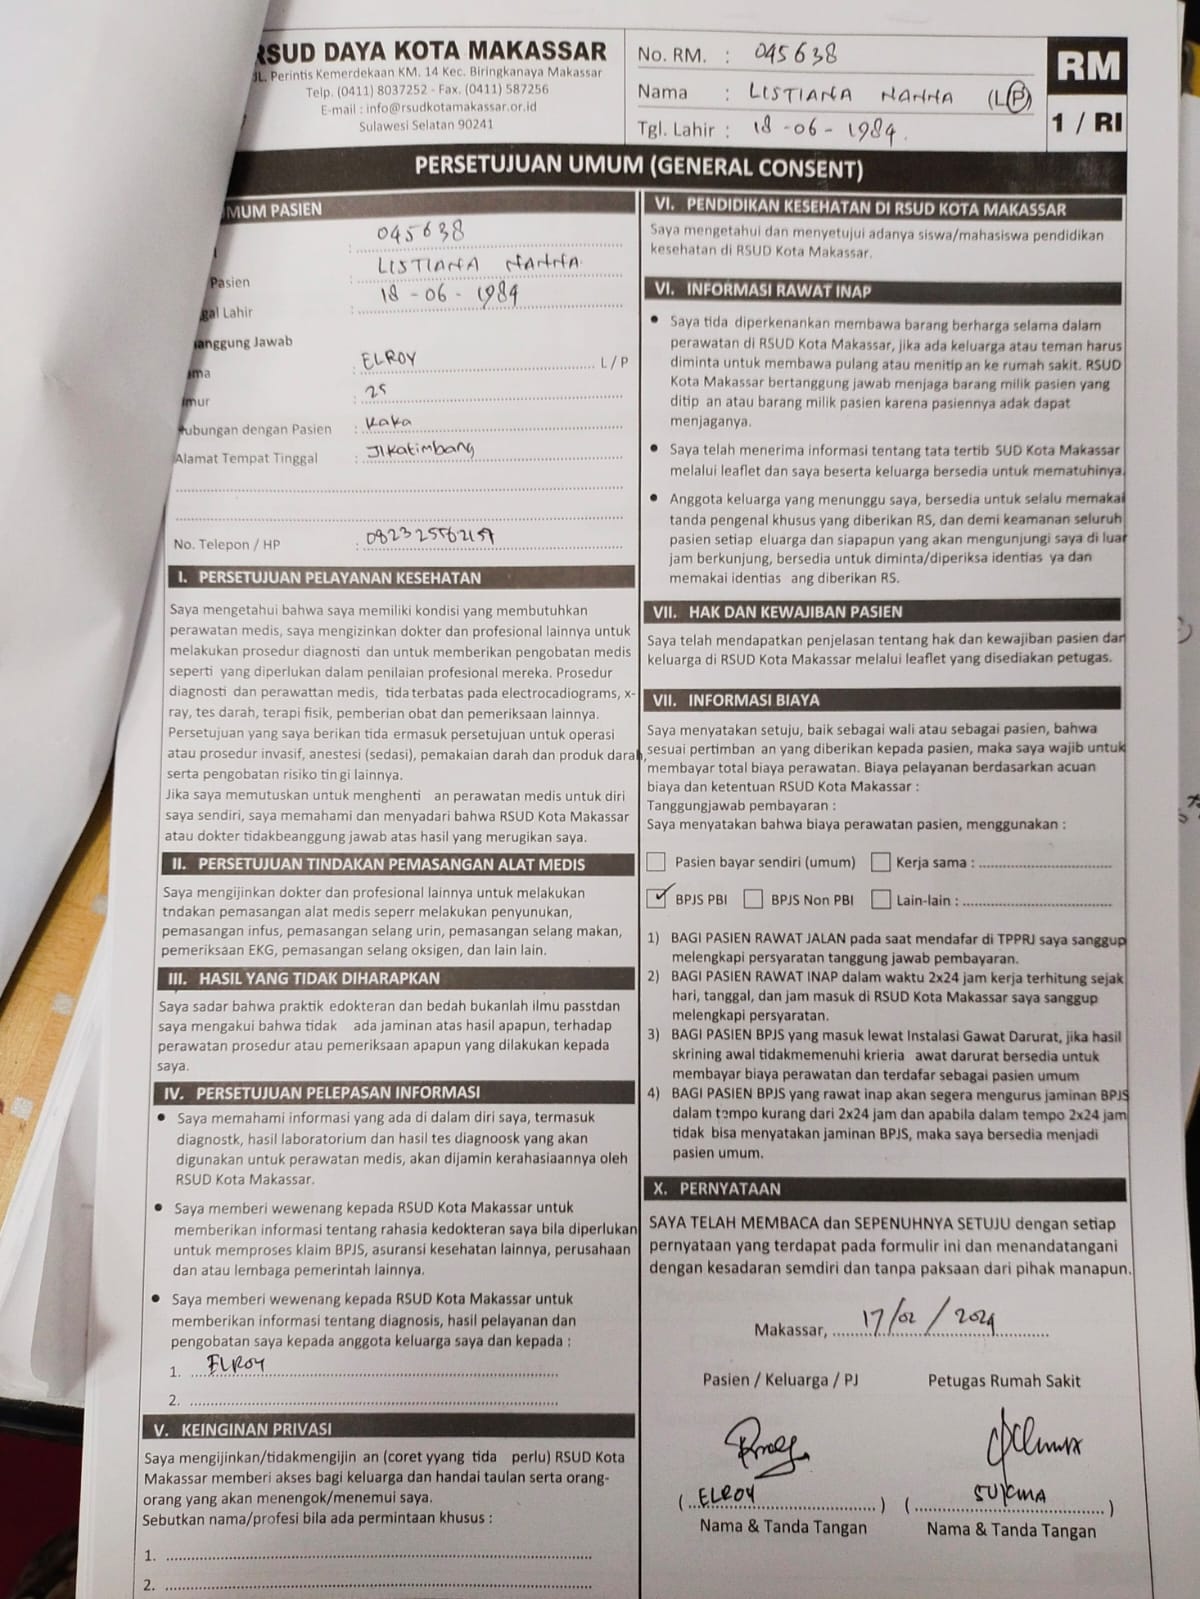 RSUD DAYA KOTA MAKASSAR
JL. Perintis Kemerdekaan KM. 14 Kec. Biringkanaya Makassar
Telp. (0411) 8037252 - Fax. (0411) 587256
E-mail : info@rsudkotamakassar.or.id
Sulawesi Selatan 90241
No. RM. : 045638
Nama : LISTIANA NANNA (L/P)
Tgl. Lahir : 18-06-1984.
RM
1 / RI
PERSETUJUAN UMUM (GENERAL CONSENT)
UMUM PASIEN
045638
Pasien : LISTIANA NANNA
gal Lahir : 18-06-1984
anggung Jawab
ama : ELROY L / P
mur : 25
ubungan dengan Pasien : Kaka
Alamat Tempat Tinggal : Jlkatimbang
No. Telepon / HP :
I. PERSETUJUAN PELAYANAN KESEHATAN
Saya mengetahui bahwa saya memiliki kondisi yang membutuhkan
perawatan medis, saya mengizinkan dokter dan profesional lainnya untuk
melakukan prosedur diagnosti dan untuk memberikan pengobatan medis
seperti yang diperlukan dalam penilaian profesional mereka. Prosedur
diagnosti dan perawattan medis, tida terbatas pada electrocadiograms, x-
ray, tes darah, terapi fisik, pemberian obat dan pemeriksaan lainnya.
Persetujuan yang saya berikan tida ermasuk persetujuan untuk operasi
atau prosedur invasif, anestesi (sedasi), pemakaian darah dan produk darah,
serta pengobatan risiko tin gi lainnya.
Jika saya memutuskan untuk menghenti an perawatan medis untuk diri
saya sendiri, saya memahami dan menyadari bahwa RSUD Kota Makassar
atau dokter tidakbeanggung jawab atas hasil yang merugikan saya.
II. PERSETUJUAN TINDAKAN PEMASANGAN ALAT MEDIS
Saya mengijinkan dokter dan profesional lainnya untuk melakukan
tndakan pemasangan alat medis seperr melakukan penyunukan,
pemasangan infus, pemasangan selang urin, pemasangan selang makan,
pemeriksaan EKG, pemasangan selang oksigen, dan lain lain.
III. HASIL YANG TIDAK DIHARAPKAN
Saya sadar bahwa praktik edokteran dan bedah bukanlah ilmu passtdan
saya mengakui bahwa tidak ada jaminan atas hasil apapun, terhadap
perawatan prosedur atau pemeriksaan apapun yang dilakukan kepada
saya.
IV. PERSETUJUAN PELEPASAN INFORMASI
• Saya memahami informasi yang ada di dalam diri saya, termasuk
diagnostk, hasil laboratorium dan hasil tes diagnoosk yang akan
digunakan untuk perawatan medis, akan dijamin kerahasiaannya oleh
RSUD Kota Makassar.
• Saya memberi wewenang kepada RSUD Kota Makassar untuk
memberikan informasi tentang rahasia kedokteran saya bila diperlukan
untuk memproses klaim BPJS, asuransi kesehatan lainnya, perusahaan
dan atau lembaga pemerintah lainnya.
• Saya memberi wewenang kepada RSUD Kota Makassar untuk
memberikan informasi tentang diagnosis, hasil pelayanan dan
pengobatan saya kepada anggota keluarga saya dan kepada :
1. ELROY
2.
V. KEINGINAN PRIVASI
Saya mengijinkan/tidakmengijin an (coret yyang tida perlu) RSUD Kota
Makassar memberi akses bagi keluarga dan handai taulan serta orang-
orang yang akan menengok/menemui saya.
Sebutkan nama/profesi bila ada permintaan khusus :
1.
2.
VI. PENDIDIKAN KESEHATAN DI RSUD KOTA MAKASSAR
Saya mengetahui dan menyetujui adanya siswa/mahasiswa pendidikan
kesehatan di RSUD Kota Makassar.
VI. INFORMASI RAWAT INAP
• Saya tida diperkenankan membawa barang berharga selama dalam
perawatan di RSUD Kota Makassar, jika ada keluarga atau teman harus
diminta untuk membawa pulang atau menitip an ke rumah sakit. RSUD
Kota Makassar bertanggung jawab menjaga barang milik pasien yang
ditip an atau barang milik pasien karena pasiennya adak dapat
menjaganya.
• Saya telah menerima informasi tentang tata tertib SUD Kota Makassar
melalui leaflet dan saya beserta keluarga bersedia untuk mematuhinya.
• Anggota keluarga yang menunggu saya, bersedia untuk selalu memakai
tanda pengenal khusus yang diberikan RS, dan demi keamanan seluruh
pasien setiap eluarga dan siapapun yang akan mengunjungi saya di luar
jam berkunjung, bersedia untuk diminta/diperiksa identias ya dan
memakai identias ang diberikan RS.
VII. HAK DAN KEWAJIBAN PASIEN
Saya telah mendapatkan penjelasan tentang hak dan kewajiban pasien dan
keluarga di RSUD Kota Makassar melalui leaflet yang disediakan petugas.
VII. INFORMASI BIAYA
Saya menyatakan setuju, baik sebagai wali atau sebagai pasien, bahwa
sesuai pertimban an yang diberikan kepada pasien, maka saya wajib untuk
membayar total biaya perawatan. Biaya pelayanan berdasarkan acuan
biaya dan ketentuan RSUD Kota Makassar :
Tanggungjawab pembayaran :
Saya menyatakan bahwa biaya perawatan pasien, menggunakan :
Pasien bayar sendiri (umum) Kerja sama :
✓ BPJS PBI BPJS Non PBI Lain-lain :
1) BAGI PASIEN RAWAT JALAN pada saat mendafar di TPPRJ saya sanggup
melengkapi persyaratan tanggung jawab pembayaran.
2) BAGI PASIEN RAWAT INAP dalam waktu 2x24 jam kerja terhitung sejak
hari, tanggal, dan jam masuk di RSUD Kota Makassar saya sanggup
melengkapi persyaratan.
3) BAGI PASIEN BPJS yang masuk lewat Instalasi Gawat Darurat, jika hasil
skrining awal tidakmemenuhi krieria awat darurat bersedia untuk
membayar biaya perawatan dan terdafar sebagai pasien umum
4) BAGI PASIEN BPJS yang rawat inap akan segera mengurus jaminan BPJS
dalam tempo kurang dari 2x24 jam dan apabila dalam tempo 2x24 jam
tidak bisa menyatakan jaminan BPJS, maka saya bersedia menjadi
pasien umum.
X. PERNYATAAN
SAYA TELAH MEMBACA dan SEPENUHNYA SETUJU dengan setiap
pernyataan yang terdapat pada formulir ini dan menandatangani
dengan kesadaran semdiri dan tanpa paksaan dari pihak manapun.
Makassar, 17/02/2024
Pasien / Keluarga / PJ Petugas Rumah Sakit
(ELROY) (SUKMA)
Nama & Tanda Tangan Nama & Tanda Tangan